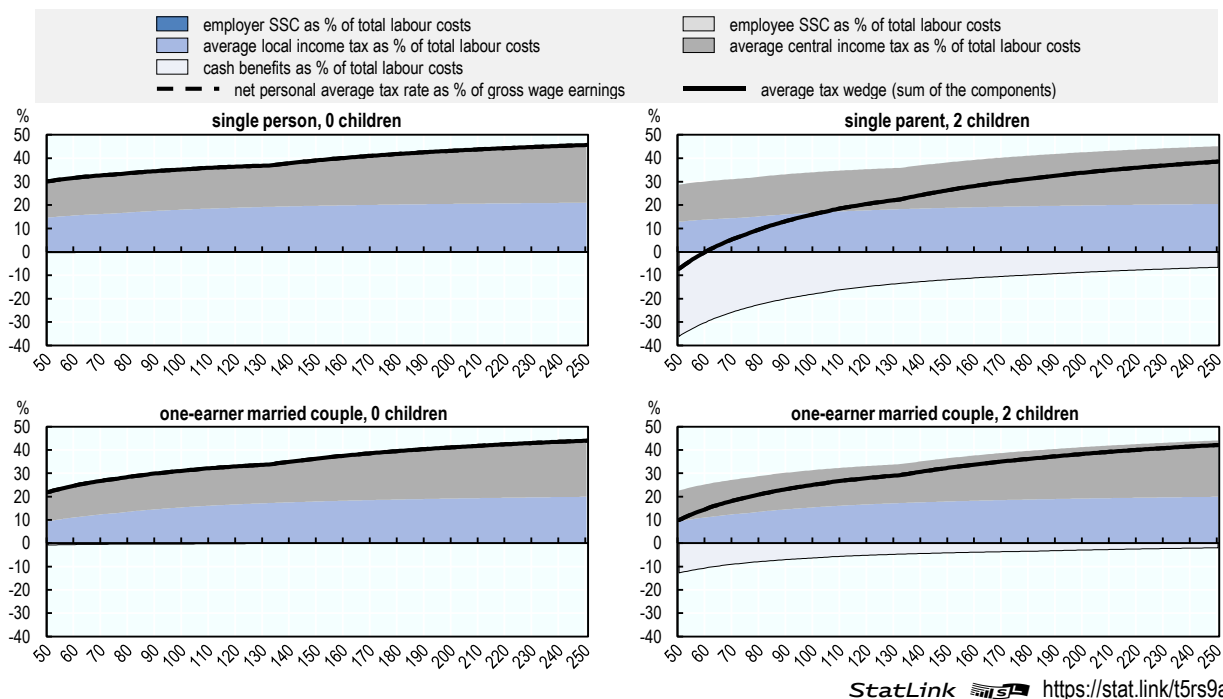 employer SSC as % of total labour costs
employee SSC as % of total labour costs
average local income tax as % of total labour costs
average central income tax as % of total labour costs
cash benefits as % of total labour costs
net personal average tax rate as % of gross wage earnings
average tax wedge (sum of the components)
%
single person, 0 children
50
40
30
20
10
0
-10
-20
-30
-40
50 60 70 80 90 100 110 120 130 140 150 160 170 180 190 200 210 220 230 240 250
%
single parent, 2 children
50
40
30
20
10
0
-10
-20
-30
-40
50 60 70 80 90 100 110 120 130 140 150 160 170 180 190 200 210 220 230 240 250
%
one-earner married couple, 0 children
50
40
30
20
10
0
-10
-20
-30
-40
50 60 70 80 90 100 110 120 130 140 150 160 170 180 190 200 210 220 230 240 250
%
one-earner married couple, 2 children
50
40
30
20
10
0
-10
-20
-30
-40
50 60 70 80 90 100 110 120 130 140 150 160 170 180 190 200 210 220 230 240 250
StatLink https://stat.link/t5rs9